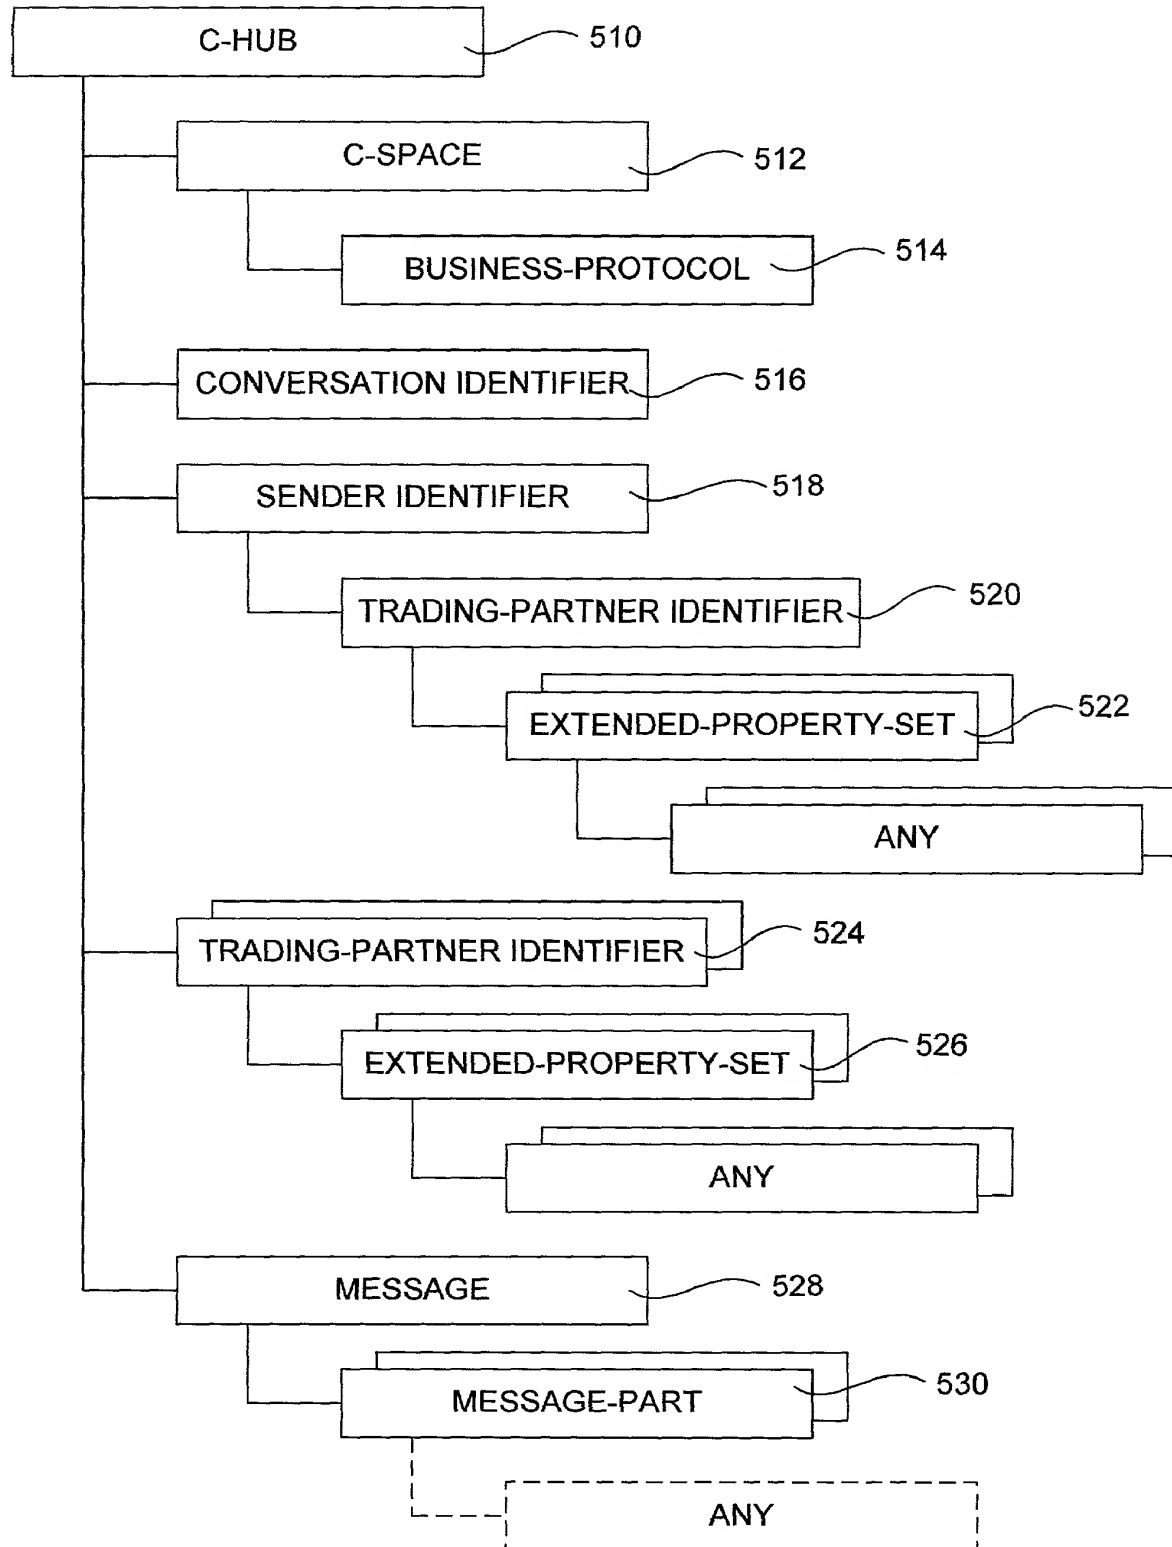 C-HUB
510
C-SPACE
512
BUSINESS-PROTOCOL
514
CONVERSATION IDENTIFIER
516
SENDER IDENTIFIER
518
TRADING-PARTNER IDENTIFIER
520
EXTENDED-PROPERTY-SET
522
ANY
TRADING-PARTNER IDENTIFIER
524
EXTENDED-PROPERTY-SET
526
ANY
MESSAGE
528
MESSAGE-PART
530
ANY